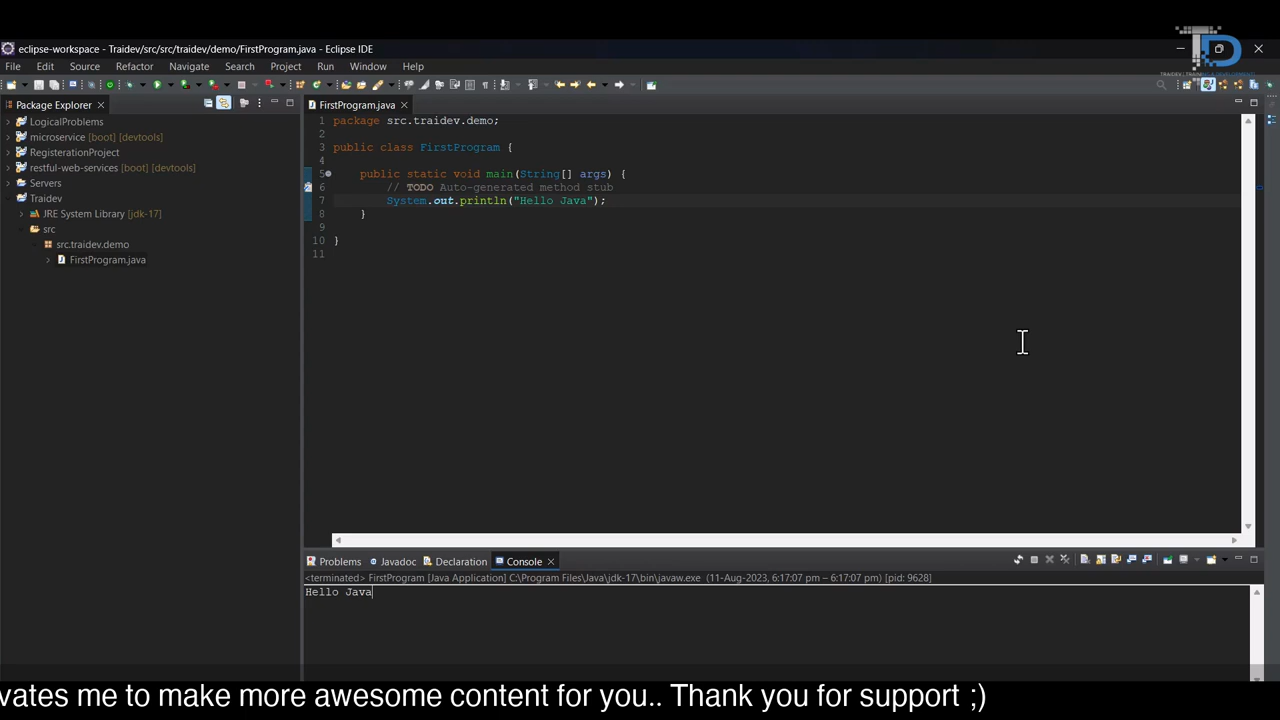 eclipse-workspace - Traidev/src/src/traidev/demo/FirstProgram.java - Eclipse IDE
TD
File Edit Source Refactor Navigate Search Project Run Window Help
Package Explorer
LogicalProblems
microservice [boot] [devtools]
RegisterationProject
restful-web-services [boot] [devtools]
Servers
Traidev
JRE System Library [jdk-17]
src
src.traidev.demo
FirstProgram.java
FirstProgram.java
1 package src.traidev.demo;
2
3 public class FirstProgram {
4
5 public static void main(String[] args) {
6 // TODO Auto-generated method stub
7 System.out.println("Hello Java");
8 }
9
10 }
11
Problems Javadoc Declaration Console
<terminated> FirstProgram [Java Application] C:\Program Files\Java\jdk-17\bin\javaw.exe (11-Aug-2023, 6:17:07 pm – 6:17:07 pm) [pid: 9628]
Hello Java
vates me to make more awesome content for you.. Thank you for support ;)